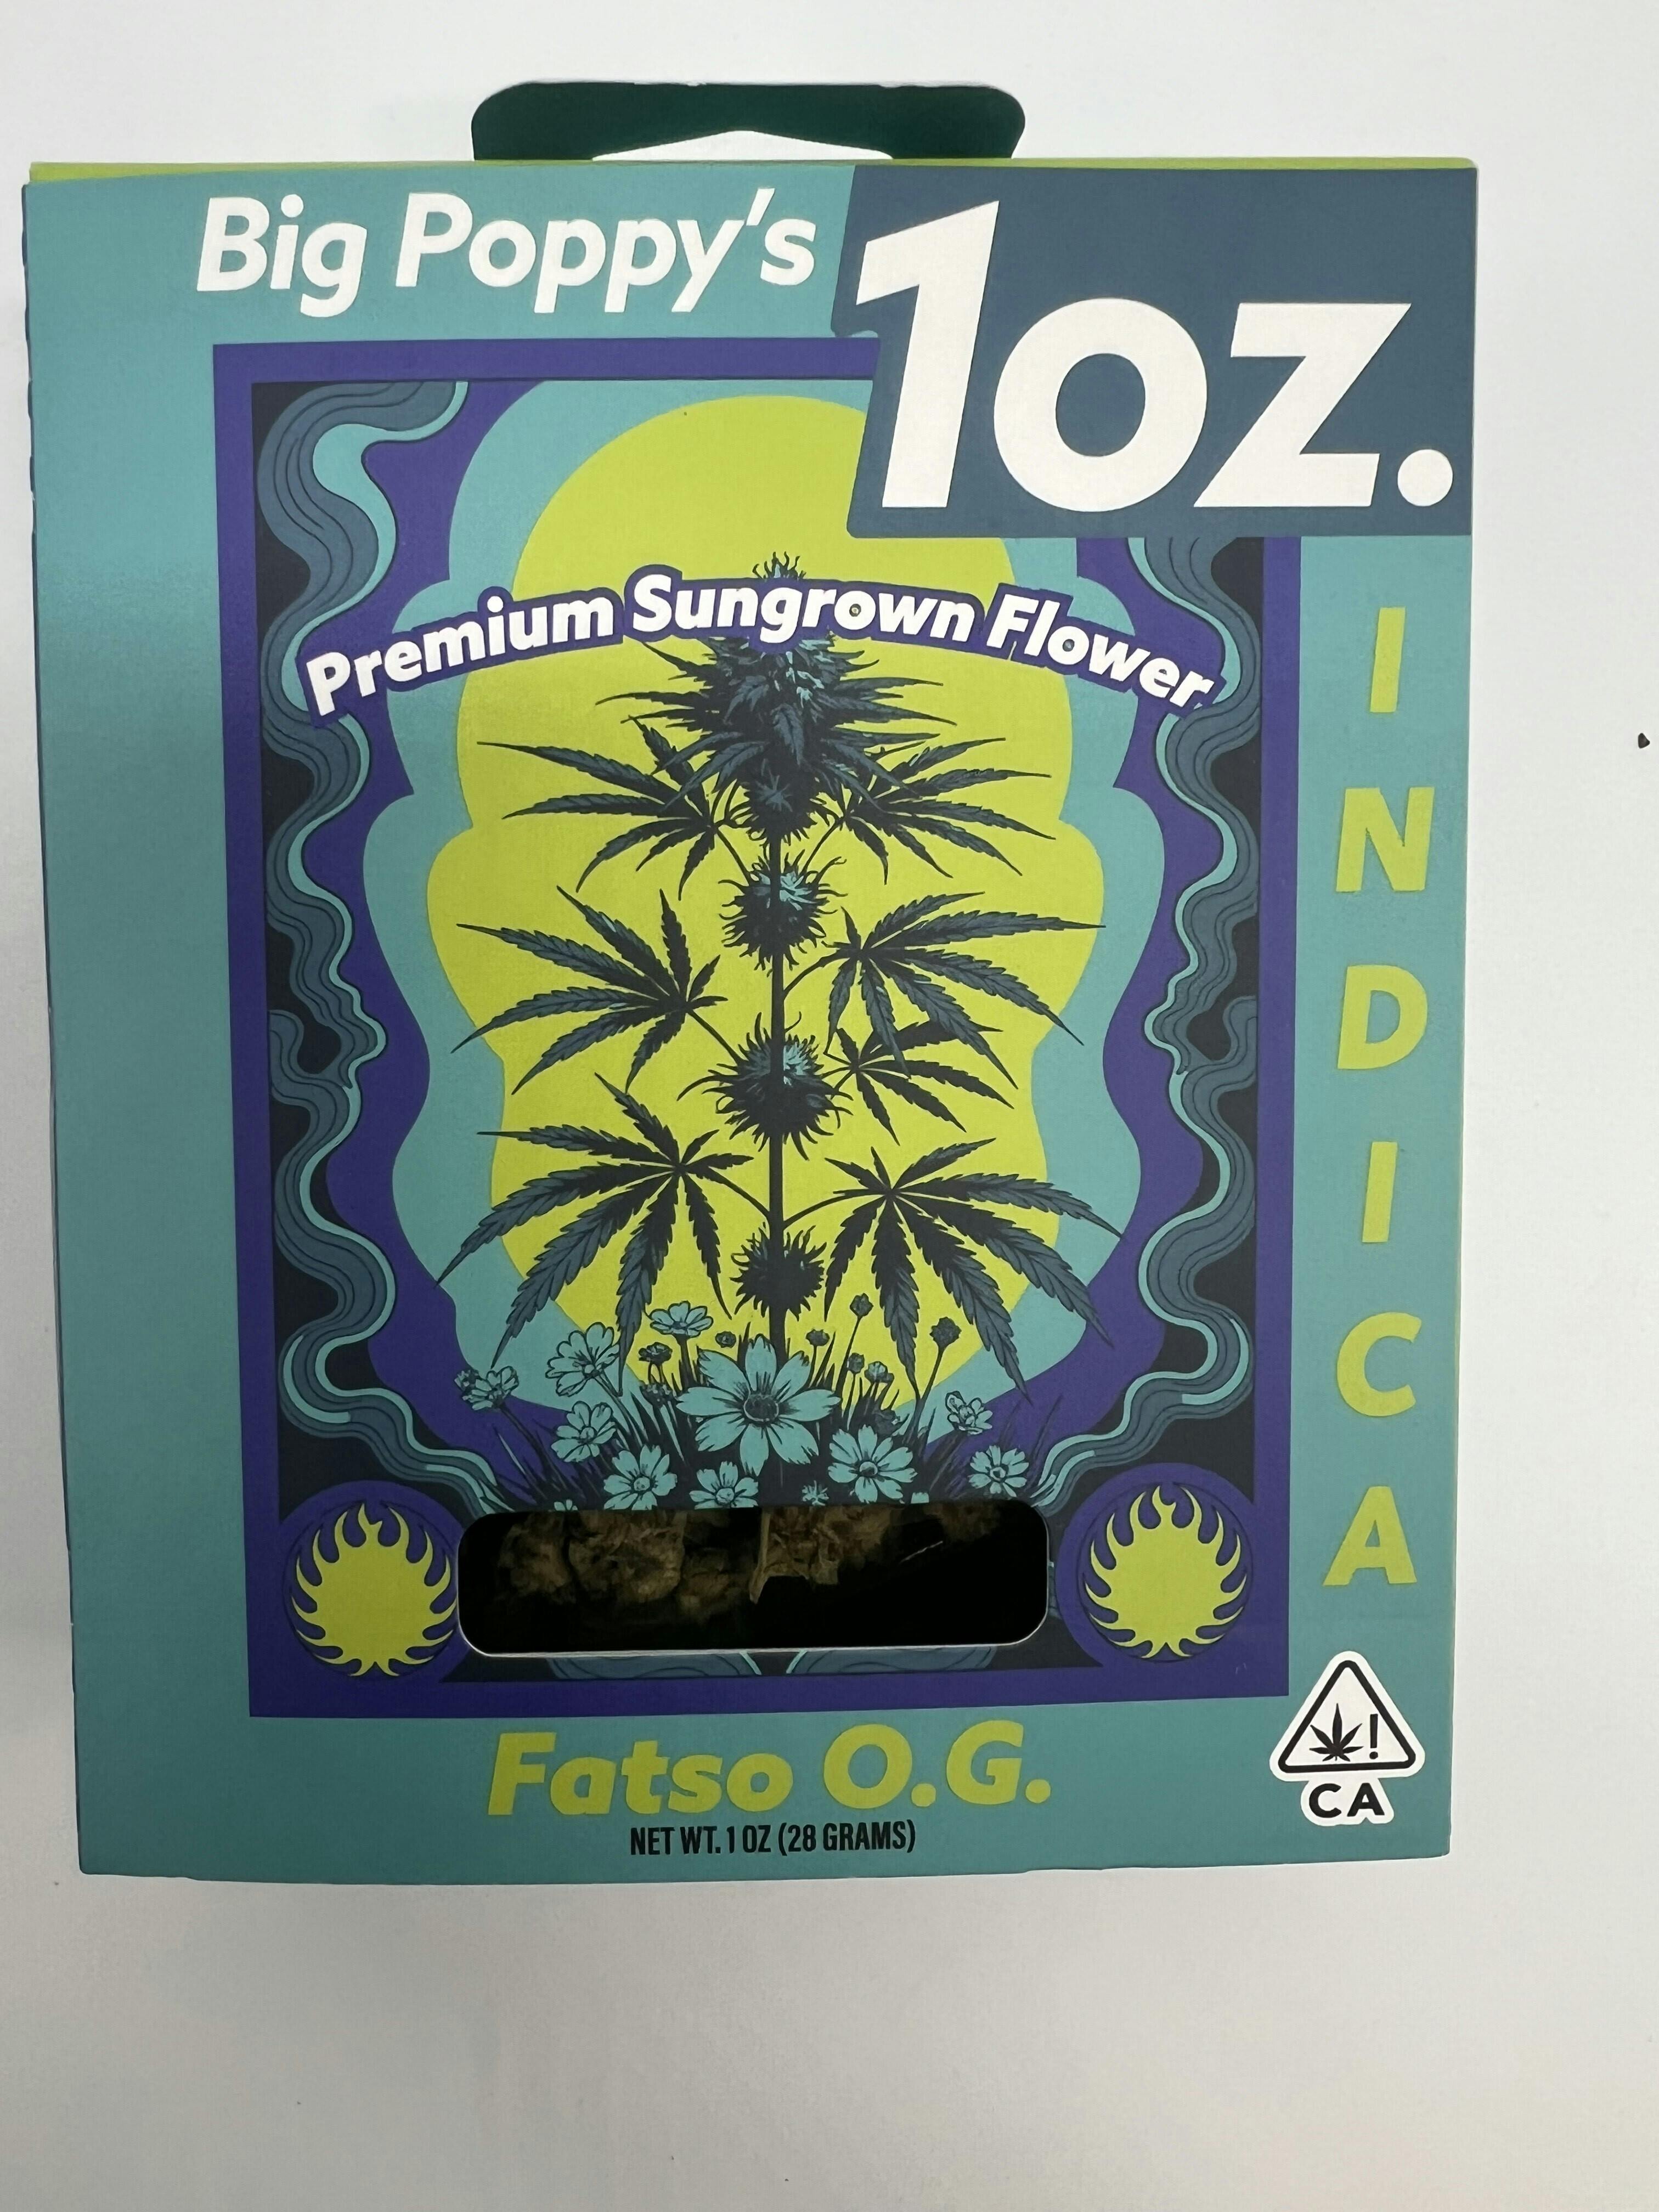 Big Poppy's
1oz.
Premium Sungrown Flower
INDICA
Fatso O.G.
NET WT. 1 OZ (28 GRAMS)
!
CA